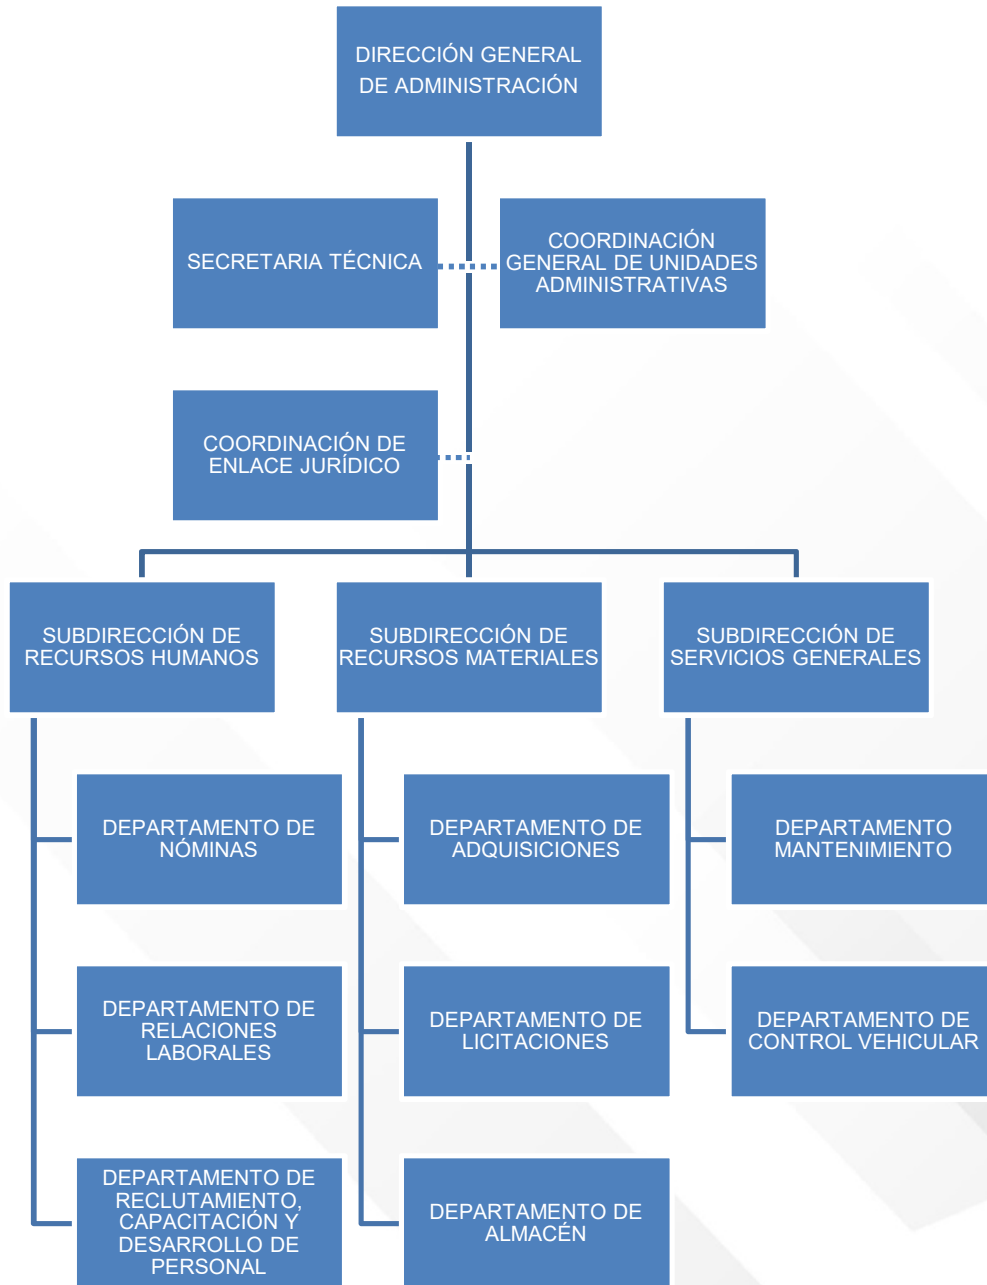 DIRECCIÓN GENERAL
DE ADMINISTRACIÓN
SECRETARIA TÉCNICA
COORDINACIÓN
GENERAL DE UNIDADES
ADMINISTRATIVAS
COORDINACIÓN DE
ENLACE JURÍDICO
SUBDIRECCIÓN DE
RECURSOS HUMANOS
SUBDIRECCIÓN DE
RECURSOS MATERIALES
SUBDIRECCIÓN DE
SERVICIOS GENERALES
DEPARTAMENTO DE
NÓMINAS
DEPARTAMENTO DE
ADQUISICIONES
DEPARTAMENTO
MANTENIMIENTO
DEPARTAMENTO DE
RELACIONES
LABORALES
DEPARTAMENTO DE
LICITACIONES
DEPARTAMENTO DE
CONTROL VEHICULAR
DEPARTAMENTO DE
RECLUTAMIENTO,
CAPACITACIÓN Y
DESARROLLO DE
PERSONAL
DEPARTAMENTO DE
ALMACÉN